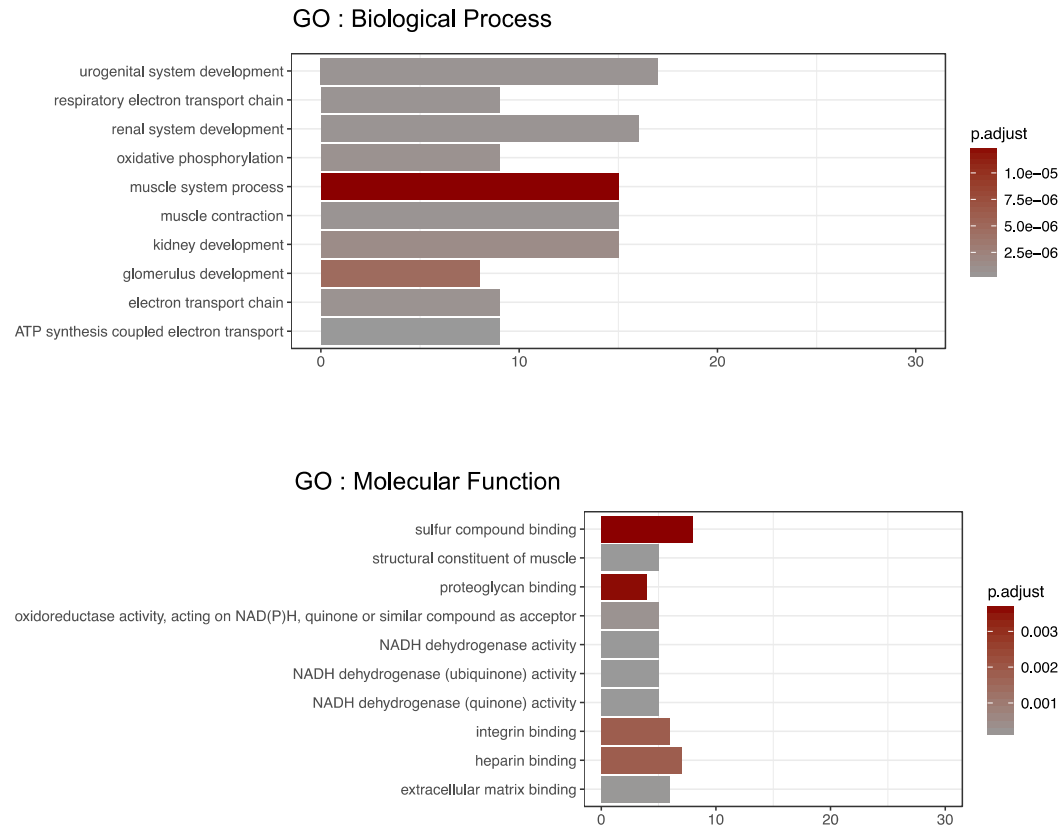 GO : Biological Process
urogenital system development
respiratory electron transport chain
renal system development
oxidative phosphorylation
muscle system process
muscle contraction
kidney development
glomerulus development
electron transport chain
ATP synthesis coupled electron transport
0 10 20 30
p.adjust
1.0e−05
7.5e−06
5.0e−06
2.5e−06
GO : Molecular Function
sulfur compound binding
structural constituent of muscle
proteoglycan binding
oxidoreductase activity, acting on NAD(P)H, quinone or similar compound as acceptor
NADH dehydrogenase activity
NADH dehydrogenase (ubiquinone) activity
NADH dehydrogenase (quinone) activity
integrin binding
heparin binding
extracellular matrix binding
0 10 20 30
p.adjust
0.003
0.002
0.001